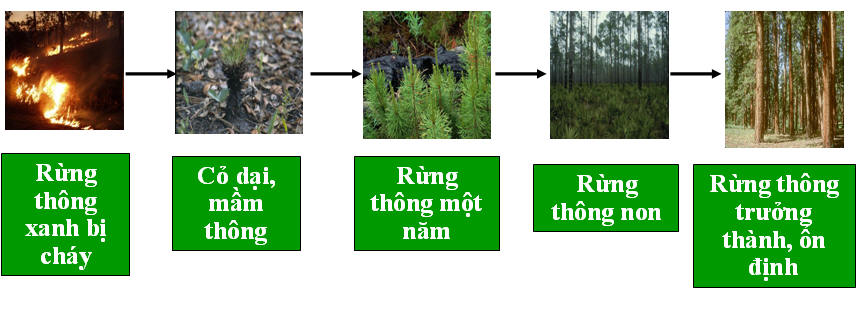 Rừng
thông
xanh bị
cháy
Cỏ dại,
mầm
thông
Rừng
thông một
năm
Rừng
thông non
Rừng thông
trưởng
thành, ổn
định